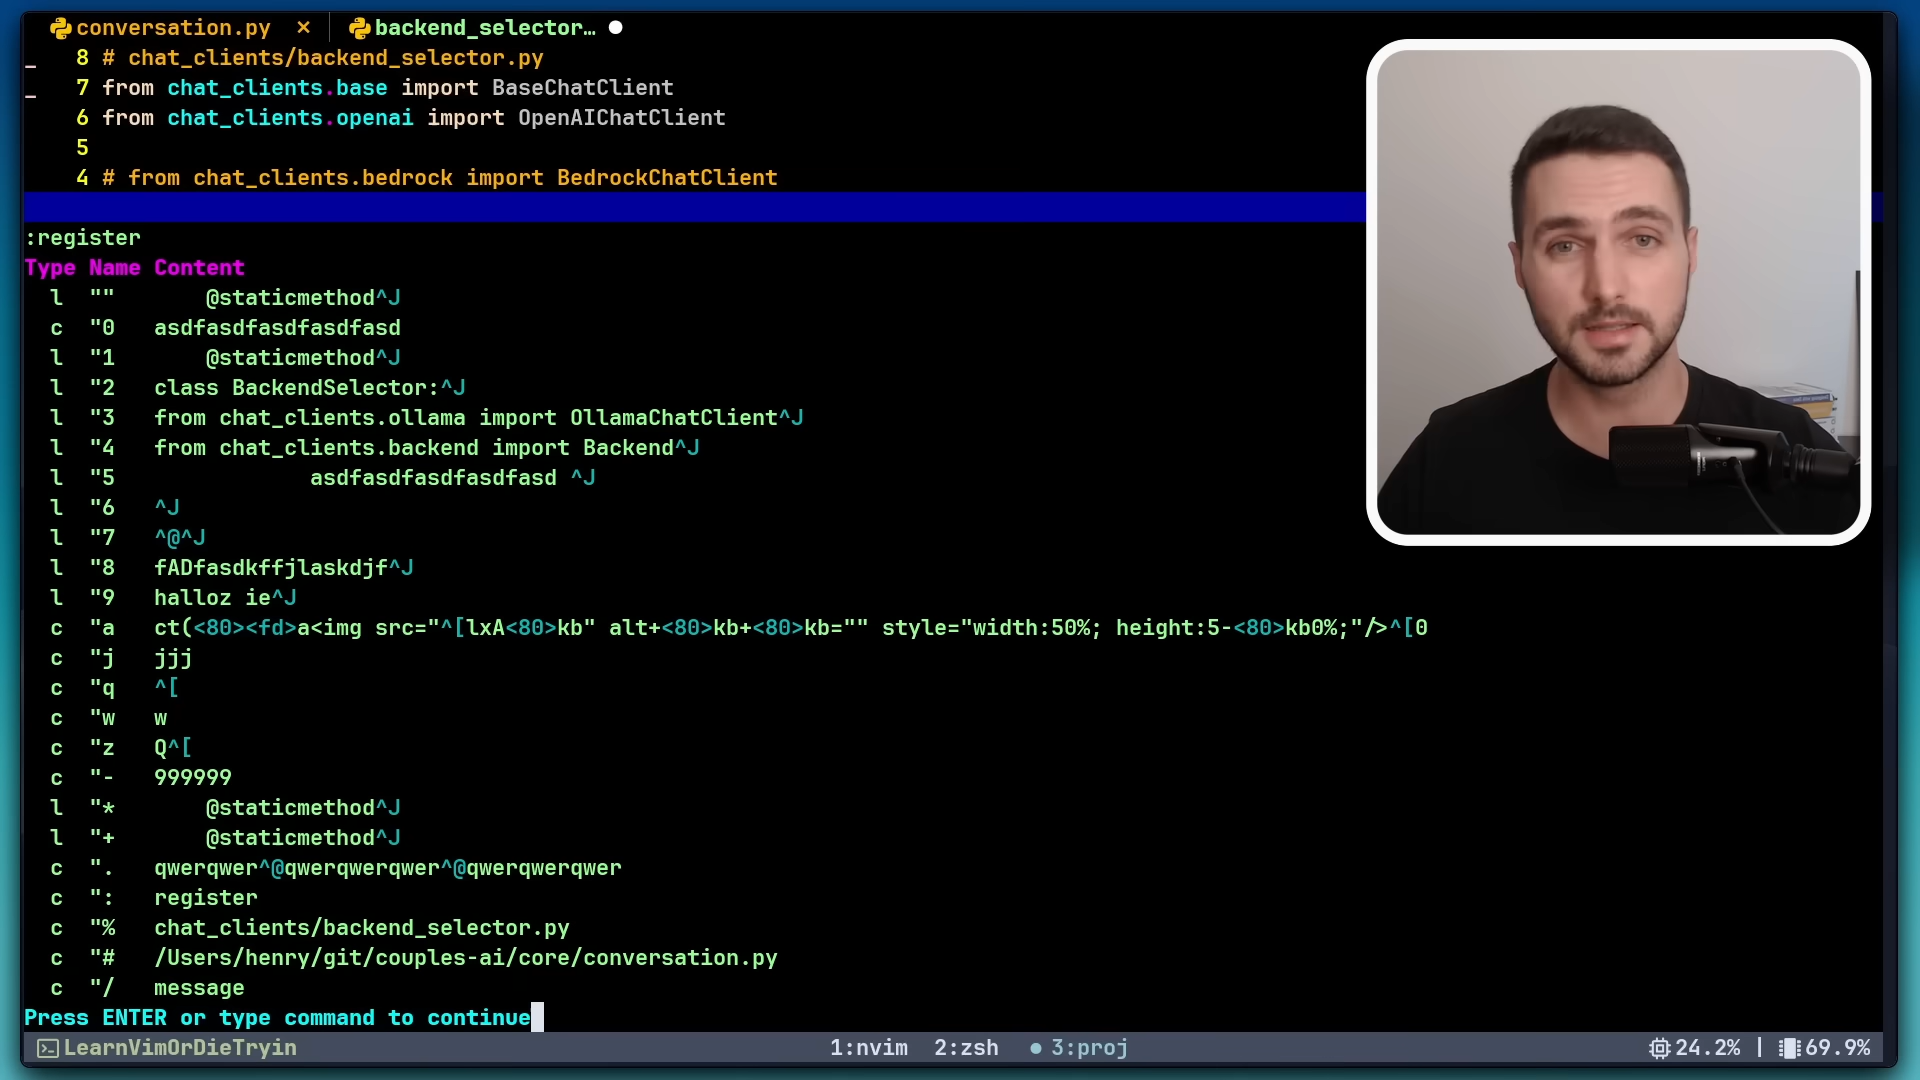 conversation.py × backend_selector… ●
_ 8 # chat_clients/backend_selector.py
_ 7 from chat_clients.base import BaseChatClient
6 from chat_clients.openai import OpenAIChatClient
5
4 # from chat_clients.bedrock import BedrockChatClient
:register
Type Name Content
l "" @staticmethod^J
c "0 asdfasdfasdfasdfasd
l "1 @staticmethod^J
l "2 class BackendSelector:^J
l "3 from chat_clients.ollama import OllamaChatClient^J
l "4 from chat_clients.backend import Backend^J
l "5 asdfasdfasdfasdfasd ^J
l "6 ^J
l "7 ^@^J
l "8 fADfasdkffjlaskdjf^J
l "9 halloz ie^J
c "a ct(<80><fd>a<img src="^[lxA<80>kb" alt+<80>kb+<80>kb="" style="width:50%; height:5-<80>kb0%;"/>^[0
c "j jjj
c "q ^[
c "w w
c "z Q^[
c "- 999999
l "* @staticmethod^J
l "+ @staticmethod^J
c ". qwerqwer^@qwerqwerqwer^@qwerqwerqwer
c ": register
c "% chat_clients/backend_selector.py
c "# /Users/henry/git/couples-ai/core/conversation.py
c "/ message
Press ENTER or type command to continue
LearnVimOrDieTryin 1:nvim 2:zsh ● 3:proj 24.2% | 69.9%